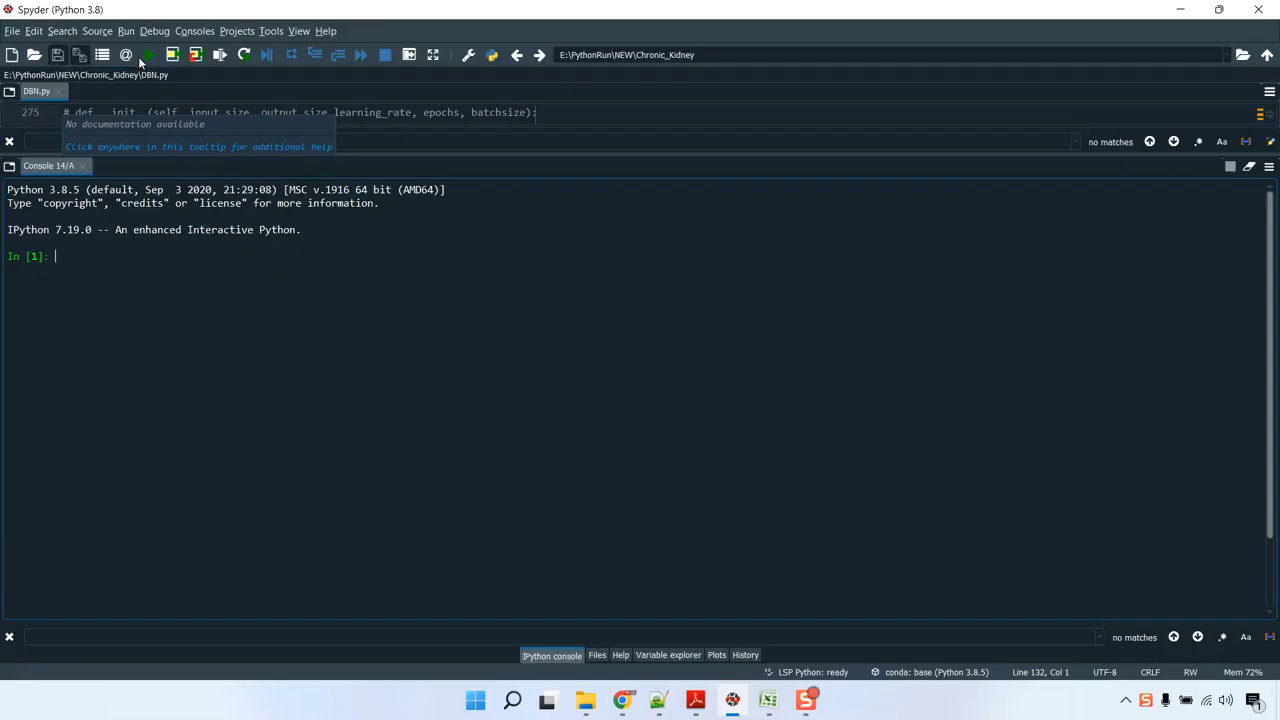 Spyder (Python 3.8)
File Edit Search Source Run Debug Consoles Projects Tools View Help
E:\PythonRun\NEW\Chronic_Kidney
E:\PythonRun\NEW\Chronic_Kidney\DBN.py
DBN.py
275 # def __init__(self, input_size, output_size, learning_rate, epochs, batchsize):
No documentation available
Click anywhere in this tooltip for additional help
no matches
Aa
Console 14/A
Python 3.8.5 (default, Sep 3 2020, 21:29:08) [MSC v.1916 64 bit (AMD64)]
Type "copyright", "credits" or "license" for more information.
IPython 7.19.0 -- An enhanced Interactive Python.
In [1]:
no matches
Aa
IPython console Files Help Variable explorer Plots History
LSP Python: ready conda: base (Python 3.8.5) Line 132, Col 1 UTF-8 CRLF RW Mem 72%